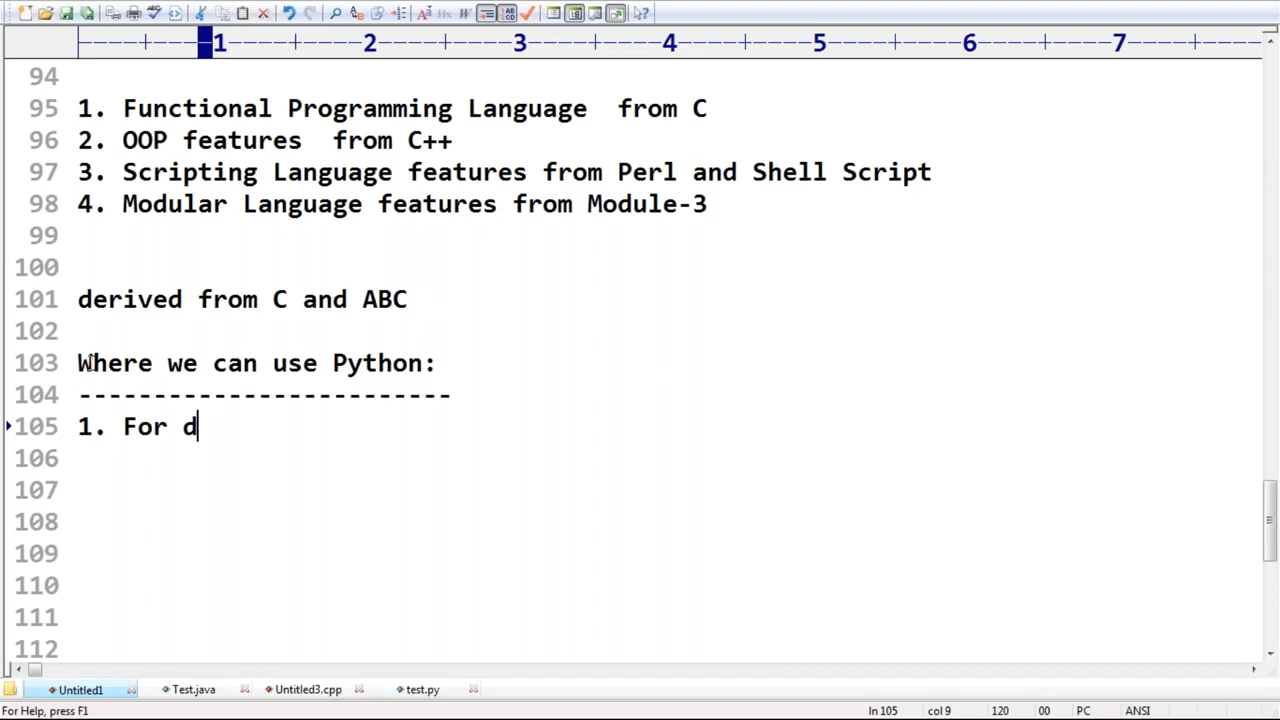 1 2 3 4 5 6 7
94
95 1. Functional Programming Language  from C
96 2. OOP features  from C++
97 3. Scripting Language features from Perl and Shell Script
98 4. Modular Language features from Module-3
99
100
101 derived from C and ABC
102
103 Where we can use Python:
104 -------------------------
105 1. For d
106
107
108
109
110
111
112
Untitled1 Test.java Untitled3.cpp test.py
For Help, press F1 ln 105 col 9 120 00 PC ANSI